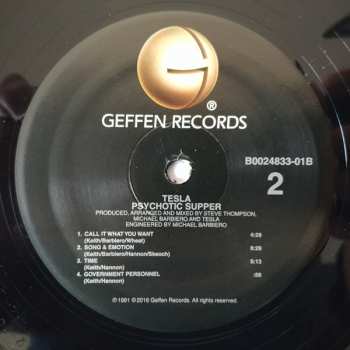 ®
GEFFEN RECORDS
B0024833-01B
2
TESLA
PSYCHOTIC SUPPER
PRODUCED, ARRANGED AND MIXED BY STEVE THOMPSON,
MICHAEL BARBIERO AND TESLA
ENGINEERED BY MICHAEL BARBIERO
1. CALL IT WHAT YOU WANT 4:29
(Keith/Barbiero/Wheat)
2. SONG & EMOTION 8:29
(Keith/Barbiero/Hannon/Skeoch)
3. TIME 5:13
(Keith/Hannon)
4. GOVERNMENT PERSONNEL :58
(Keith/Hannon)
℗ 1991 © 2016 Geffen Records. All rights reserved.